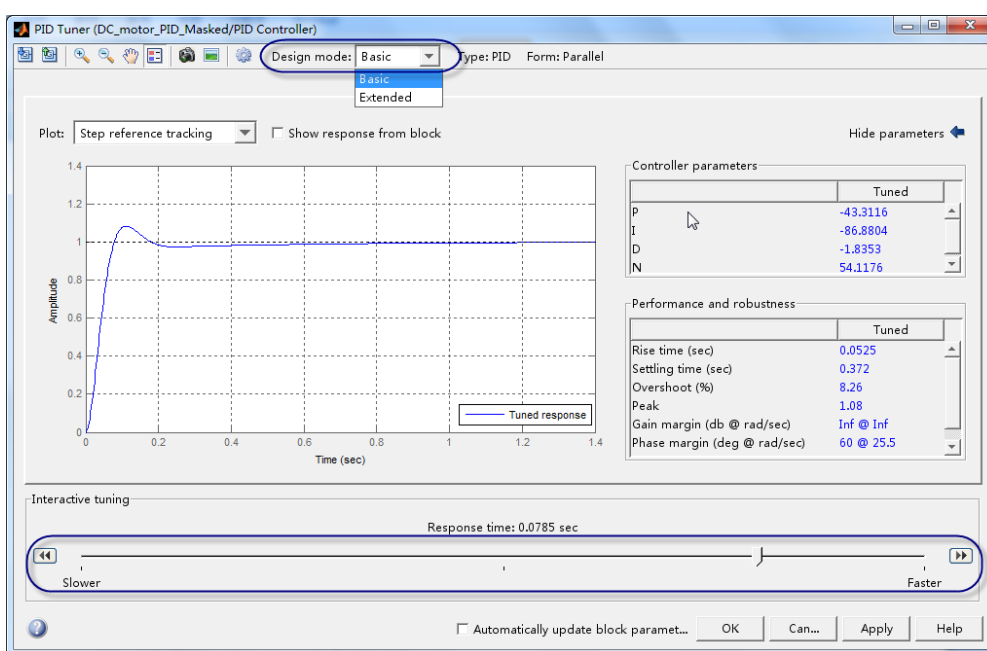 PID Tuner (DC_motor_PID_Masked/PID Controller)
Design mode: Basic Type: PID Form: Parallel
Basic
Extended
Plot: Step reference tracking Show response from block Hide parameters
1.4
1.2
1
0.8
0.6
0.4
0.2
0
Amplitude
0 0.2 0.4 0.6 0.8 1 1.2 1.4
Time (sec)
Tuned response
Controller parameters
Tuned
P -43.3116
I -86.8804
D -1.8353
N 54.1176
Performance and robustness
Tuned
Rise time (sec) 0.0525
Settling time (sec) 0.372
Overshoot (%) 8.26
Peak 1.08
Gain margin (db @ rad/sec) Inf @ Inf
Phase margin (deg @ rad/sec) 60 @ 25.5
Interactive tuning
Response time: 0.0785 sec
Slower Faster
Automatically update block paramet... OK Can... Apply Help